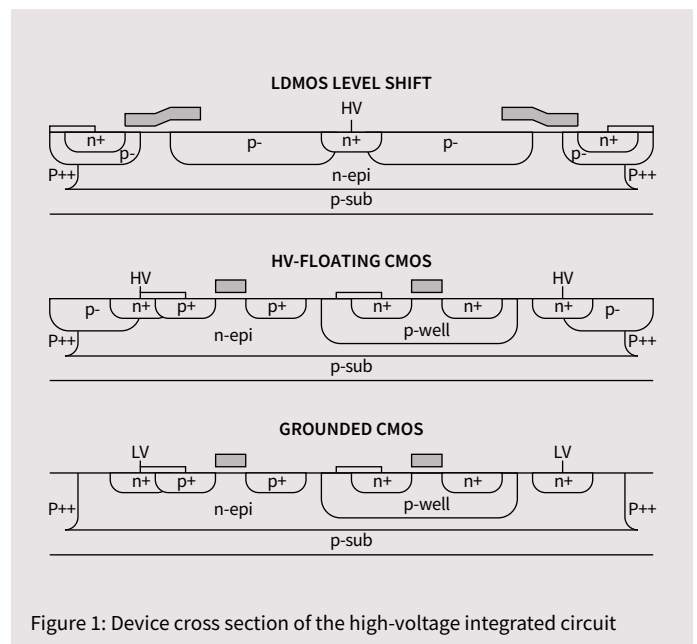 LDMOS LEVEL SHIFT
HV
n+ p- p- n+ p- p- n+
P++ n-epi P++
p-sub
HV-FLOATING CMOS
HV HV
p- n+ p+ p+ n+ n+ n+ p-
P++ n-epi p-well P++
p-sub
GROUNDED CMOS
LV LV
n+ p+ p+ n+ n+ n+
P++ n-epi p-well P++
p-sub
Figure 1: Device cross section of the high-voltage integrated circuit